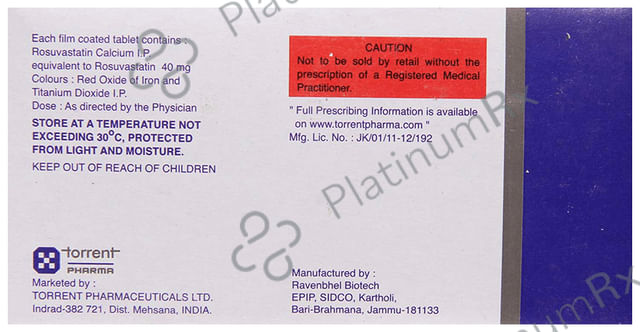 Each film coated tablet contains :
Rosuvastatin Calcium I.P.
equivalent to Rosuvastatin 40 mg
Colours : Red Oxide of Iron and
Titanium Dioxide I.P.
Dose : As directed by the Physician
STORE AT A TEMPERATURE NOT
EXCEEDING 30°C, PROTECTED
FROM LIGHT AND MOISTURE.
KEEP OUT OF REACH OF CHILDREN
torrent
PHARMA
Marketed by :
TORRENT PHARMACEUTICALS LTD.
Indrad-382 721, Dist. Mehsana, INDIA.
CAUTION
Not to be sold by retail without the
prescription of a Registered Medical
Practitioner.
" Full Prescribing Information is available
on www.torrentpharma.com "
Mfg. Lic. No. : JK/01/11-12/192
Manufactured by :
Ravenbhel Biotech
EPIP, SIDCO, Kartholi,
Bari-Brahmana, Jammu-181133
PlatinumRx
PlatinumRx
PlatinumRx